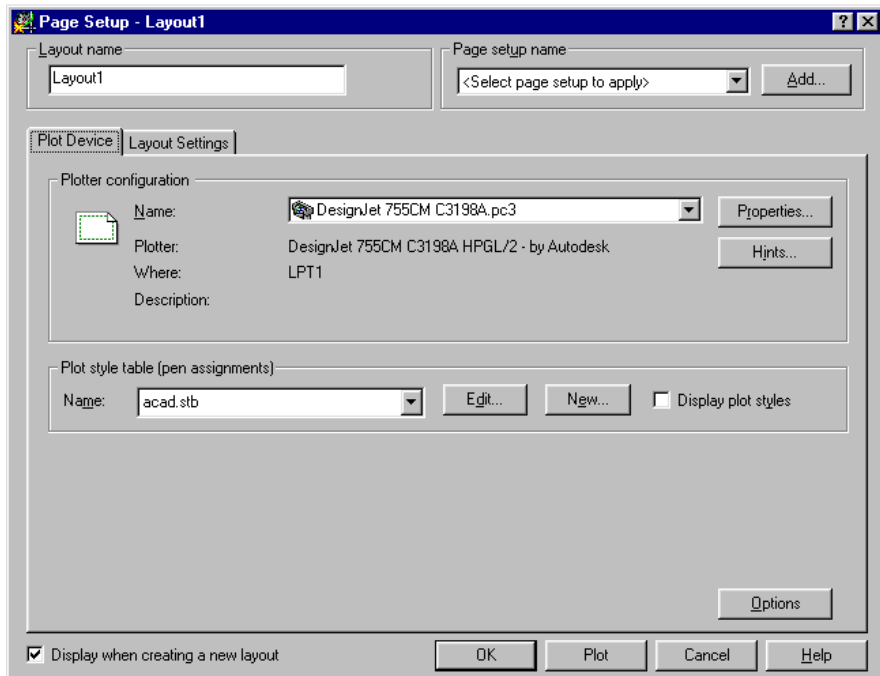 Page Setup - Layout1
Layout name
Layout1
Page setup name
<Select page setup to apply>
Add...
Plot Device
Layout Settings
Plotter configuration
Name:
DesignJet 755CM C3198A.pc3
Properties...
Plotter:
DesignJet 755CM C3198A HPGL/2 - by Autodesk
Hints...
Where:
LPT1
Description:
Plot style table (pen assignments)
Name:
acad.stb
Edit...
New...
Display plot styles
Options
Display when creating a new layout
OK
Plot
Cancel
Help